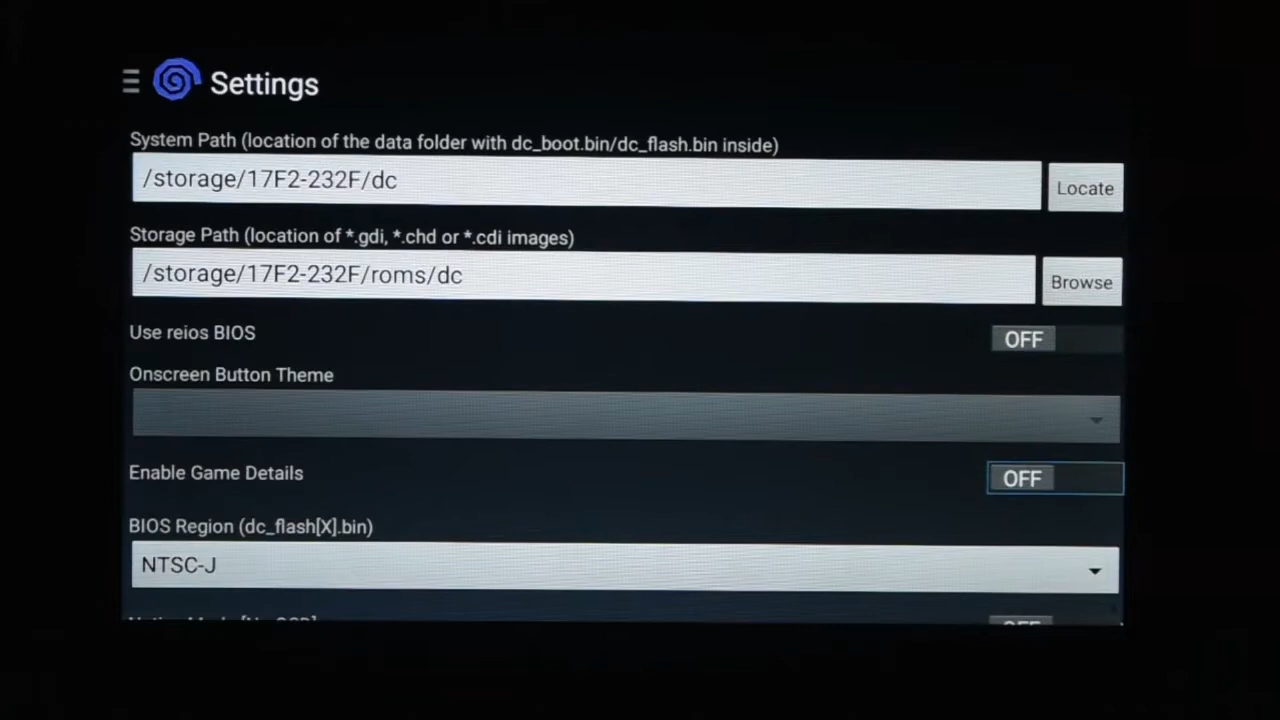 Settings
System Path (location of the data folder with dc_boot.bin/dc_flash.bin inside)
/storage/17F2-232F/dc
Locate
Storage Path (location of *.gdi, *.chd or *.cdi images)
/storage/17F2-232F/roms/dc
Browse
Use reios BIOS
OFF
Onscreen Button Theme
Enable Game Details
OFF
BIOS Region (dc_flash[X].bin)
NTSC-J
OFF